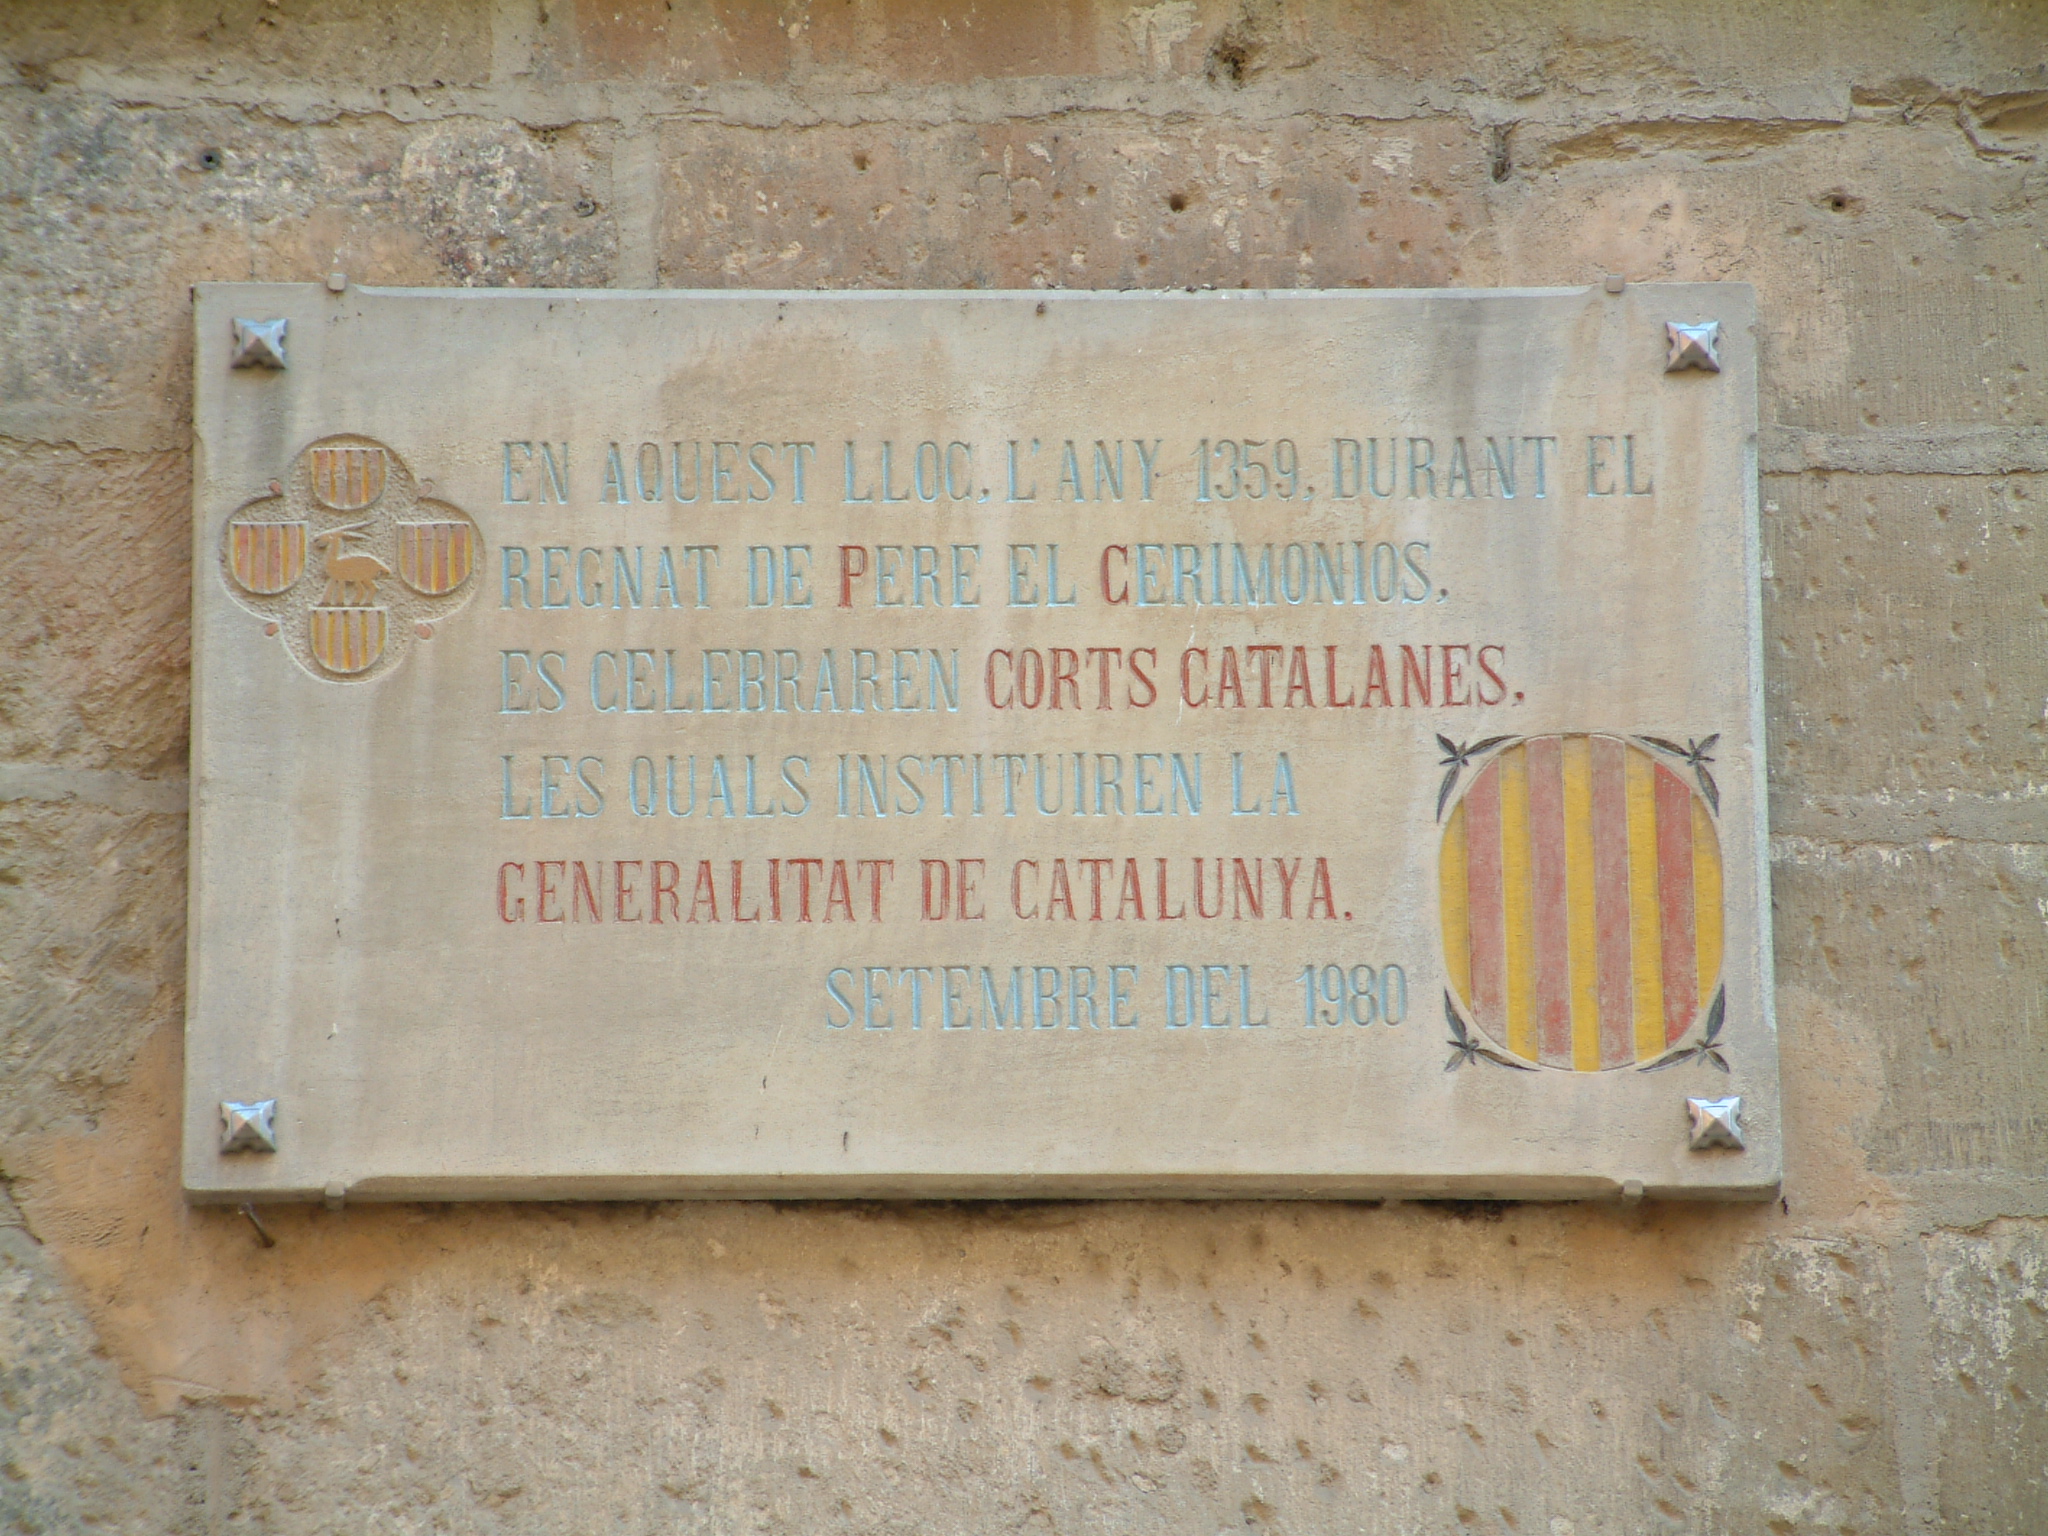 EN AQUEST LLOC, L'ANY 1359, DURANT EL
REGNAT DE PERE EL CERIMONIOS,
ES CELEBRAREN CORTS CATALANES,
LES QUALS INSTITUIREN LA
GENERALITAT DE CATALUNYA.
SETEMBRE DEL 1980